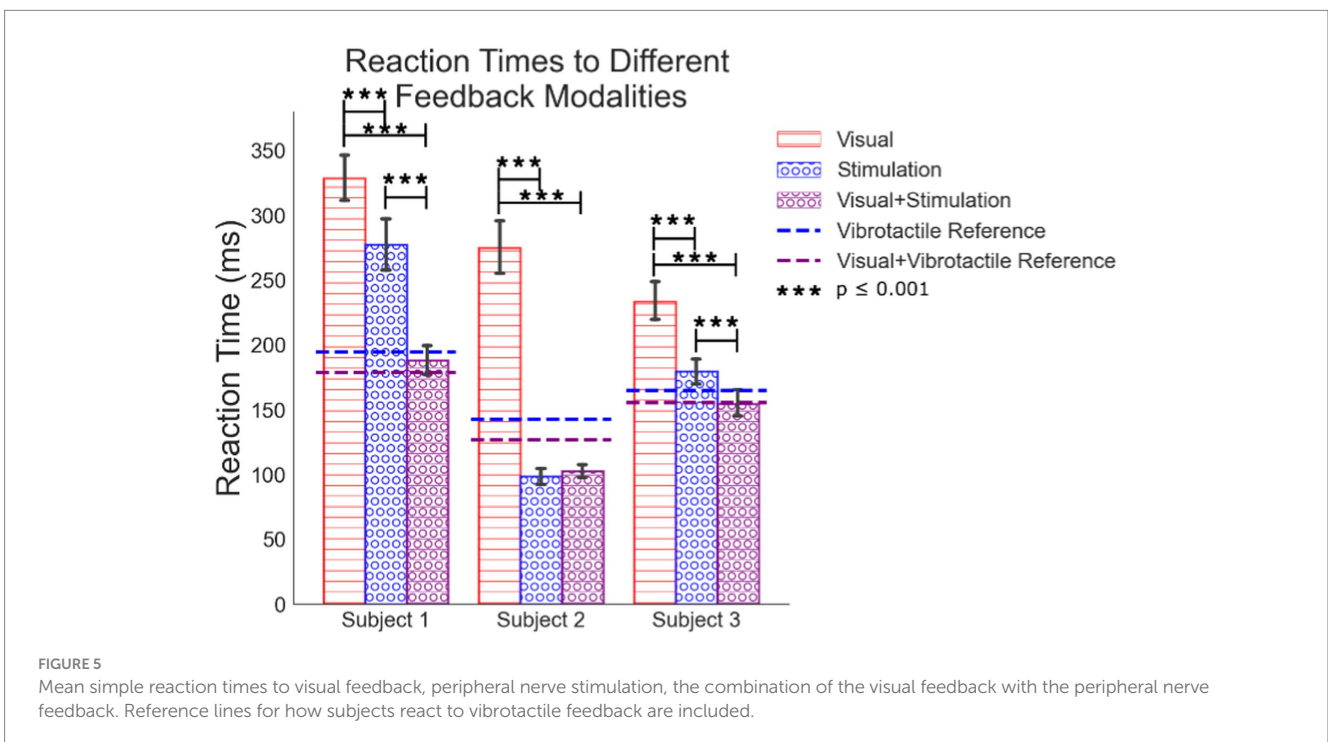 Reaction Times to Different
Feedback Modalities
***
***
***
***
***
***
***
***
Reaction Time (ms)
350
300
250
200
150
100
50
0
Subject 1 Subject 2 Subject 3
Visual
Stimulation
Visual+Stimulation
Vibrotactile Reference
Visual+Vibrotactile Reference
*** p ≤ 0.001
FIGURE 5
Mean simple reaction times to visual feedback, peripheral nerve stimulation, the combination of the visual feedback with the peripheral nerve
feedback. Reference lines for how subjects react to vibrotactile feedback are included.